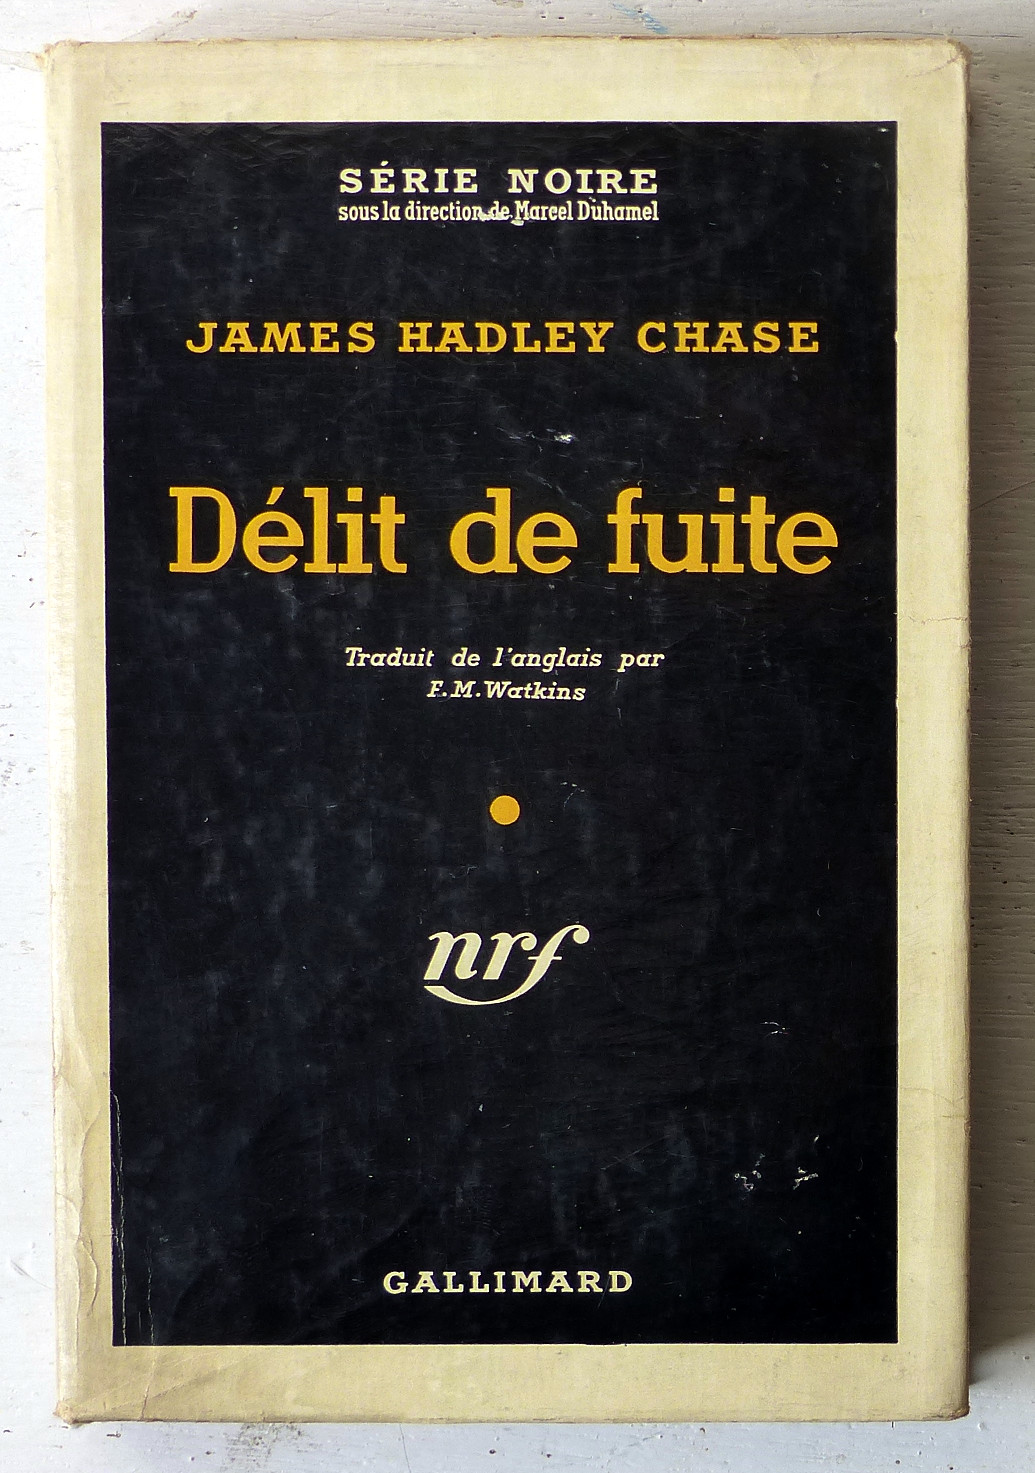 SÉRIE NOIRE
sous la direction de Marcel Duhamel
JAMES HADLEY CHASE
Délit de fuite
Traduit de l'anglais par
F.M.Watkins
nrf
GALLIMARD